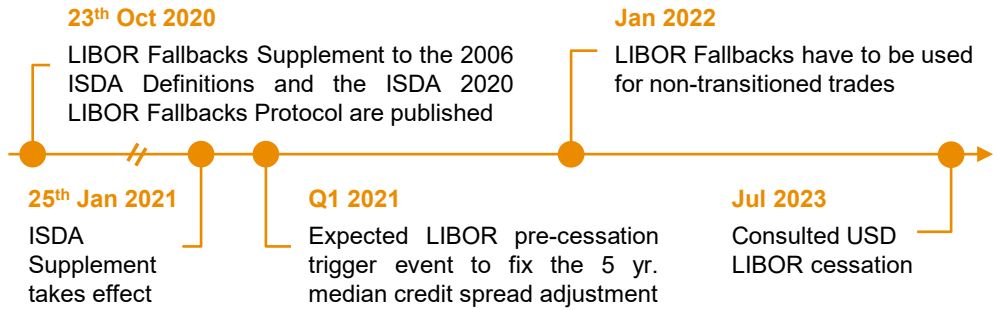 23th Oct 2020
LIBOR Fallbacks Supplement to the 2006
ISDA Definitions and the ISDA 2020
LIBOR Fallbacks Protocol are published
Jan 2022
LIBOR Fallbacks have to be used
for non-transitioned trades
25th Jan 2021
ISDA
Supplement
takes effect
Q1 2021
Expected LIBOR pre-cessation
trigger event to fix the 5 yr.
median credit spread adjustment
Jul 2023
Consulted USD
LIBOR cessation